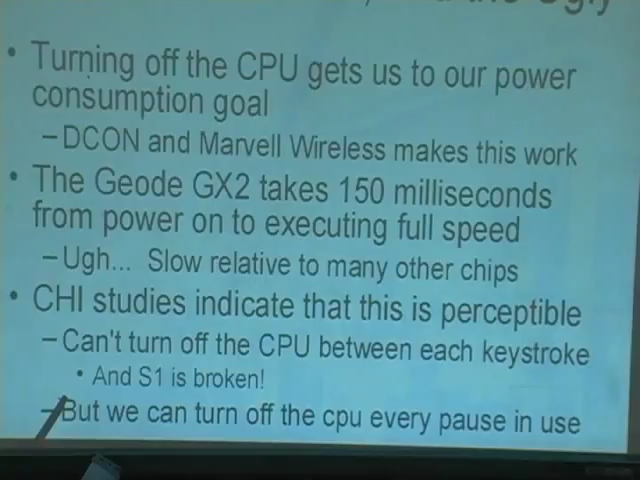 the Ugly
• Turning off the CPU gets us to our power
consumption goal
– DCON and Marvell Wireless makes this work
• The Geode GX2 takes 150 milliseconds
from power on to executing full speed
– Ugh... Slow relative to many other chips
• CHI studies indicate that this is perceptible
– Can't turn off the CPU between each keystroke
• And S1 is broken!
– But we can turn off the cpu every pause in use